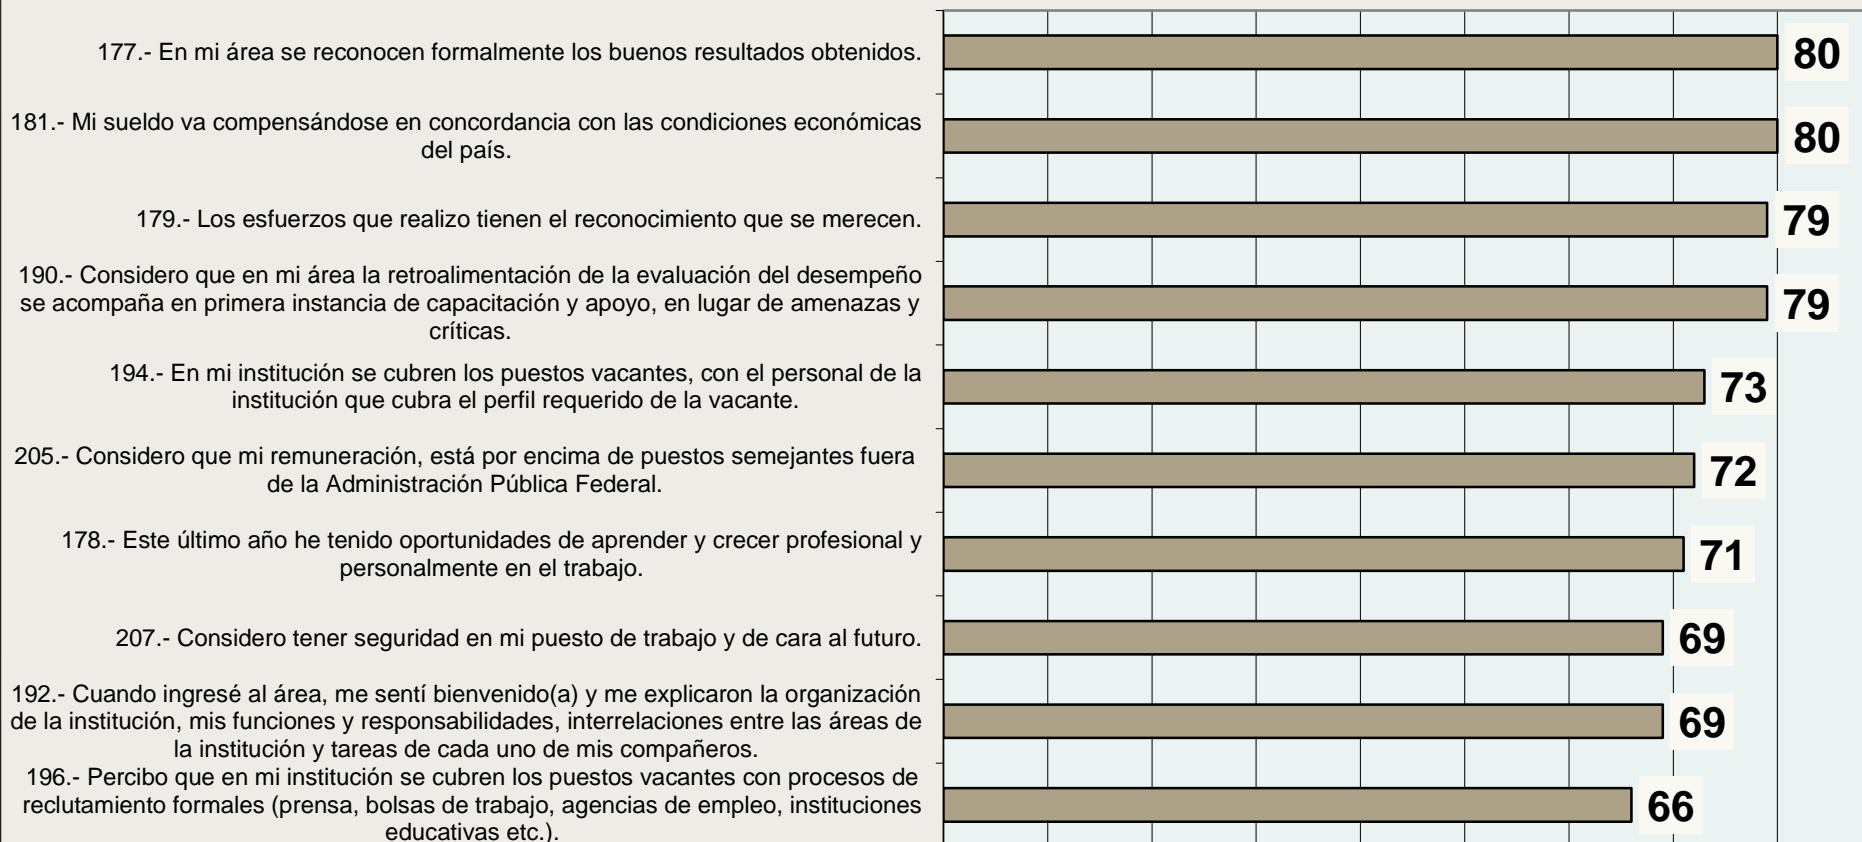 177.- En mi área se reconocen formalmente los buenos resultados obtenidos.
80
181.- Mi sueldo va compensándose en concordancia con las condiciones económicas
del país.
80
179.- Los esfuerzos que realizo tienen el reconocimiento que se merecen.
79
190.- Considero que en mi área la retroalimentación de la evaluación del desempeño
se acompaña en primera instancia de capacitación y apoyo, en lugar de amenazas y
críticas.
79
194.- En mi institución se cubren los puestos vacantes, con el personal de la
institución que cubra el perfil requerido de la vacante.
73
205.- Considero que mi remuneración, está por encima de puestos semejantes fuera
de la Administración Pública Federal.
72
178.- Este último año he tenido oportunidades de aprender y crecer profesional y
personalmente en el trabajo.
71
207.- Considero tener seguridad en mi puesto de trabajo y de cara al futuro.
69
192.- Cuando ingresé al área, me sentí bienvenido(a) y me explicaron la organización
de la institución, mis funciones y responsabilidades, interrelaciones entre las áreas de
la institución y tareas de cada uno de mis compañeros.
69
196.- Percibo que en mi institución se cubren los puestos vacantes con procesos de
reclutamiento formales (prensa, bolsas de trabajo, agencias de empleo, instituciones
educativas etc.).
66